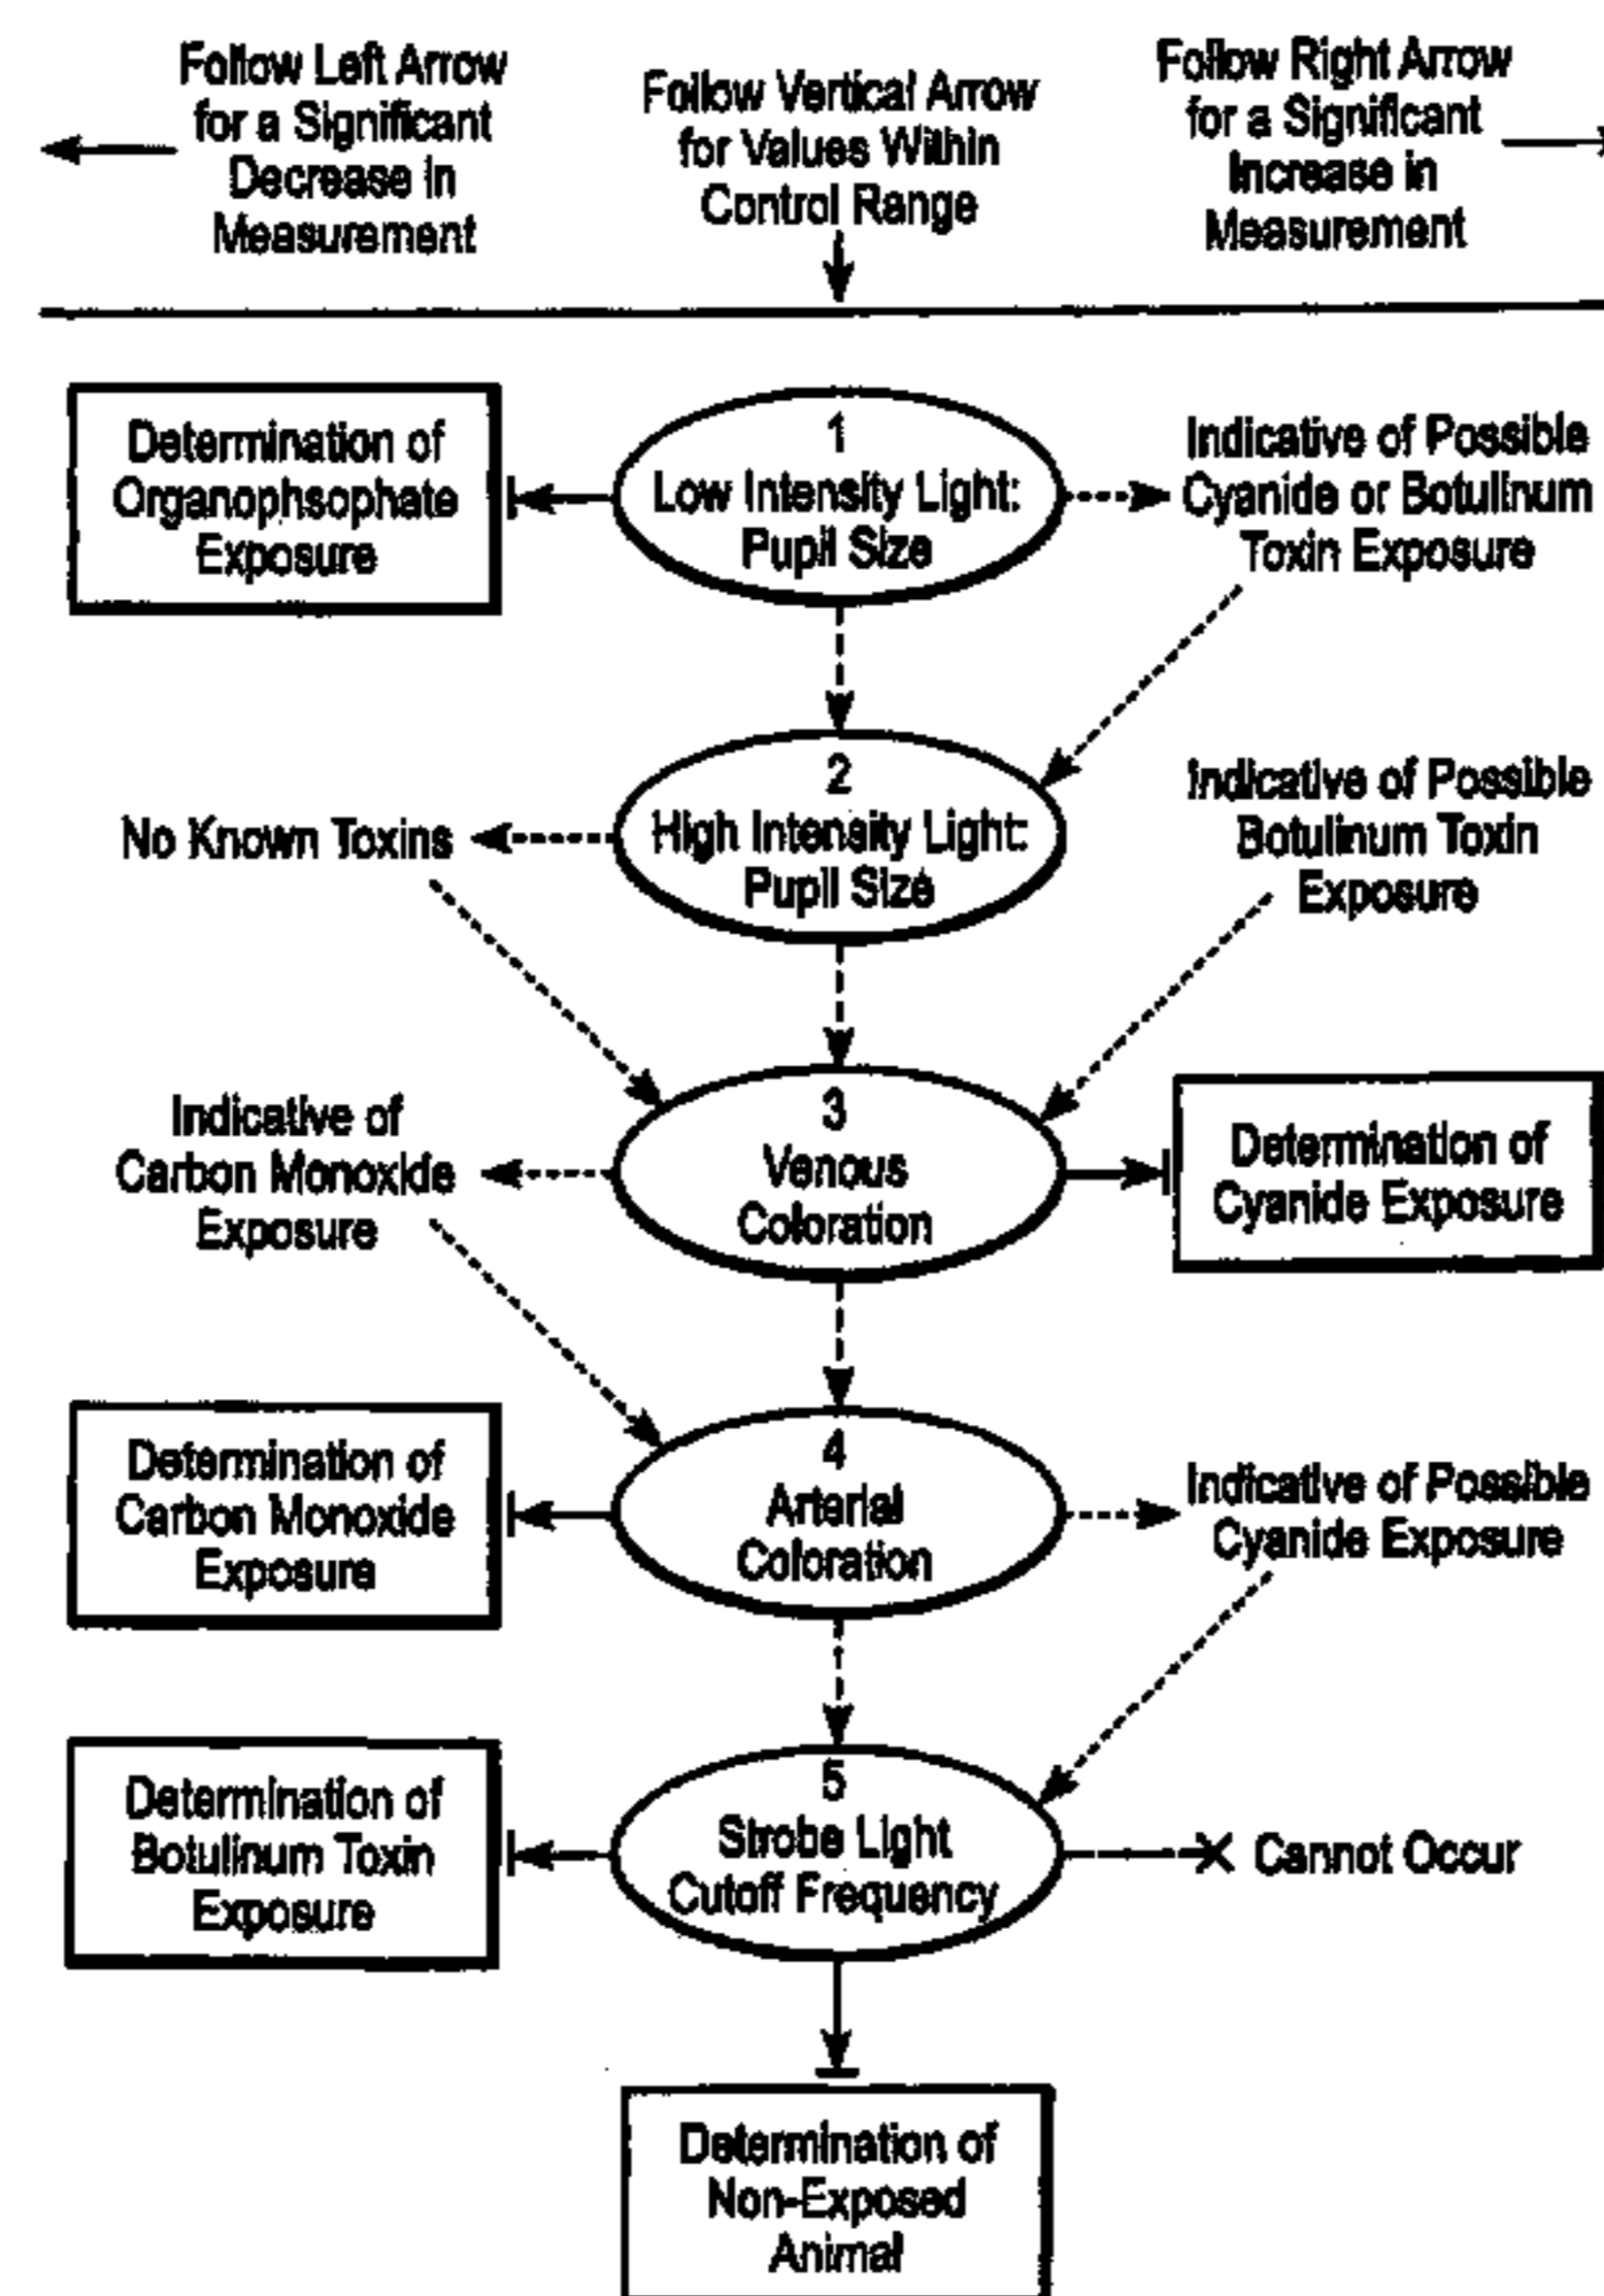 Follow Left Arrow
for a Significant
Decrease in
Measurement
Follow Vertical Arrow
for Values Within
Control Range
Follow Right Arrow
for a Significant
Increase in
Measurement
Determination of
Organophsophate
Exposure
1
Low Intensity Light:
Pupil Size
Indicative of Possible
Cyanide or Botulinum
Toxin Exposure
No Known Toxins
2
High Intensity Light:
Pupil Size
Indicative of Possible
Botulinum Toxin
Exposure
Indicative of
Carbon Monoxide
Exposure
3
Venous
Coloration
Determination of
Cyanide Exposure
Determination of
Carbon Monoxide
Exposure
4
Arterial
Coloration
Indicative of Possible
Cyanide Exposure
Determination of
Botulinum Toxin
Exposure
5
Strobe Light
Cutoff Frequency
Cannot Occur
Determination of
Non-Exposed
Animal